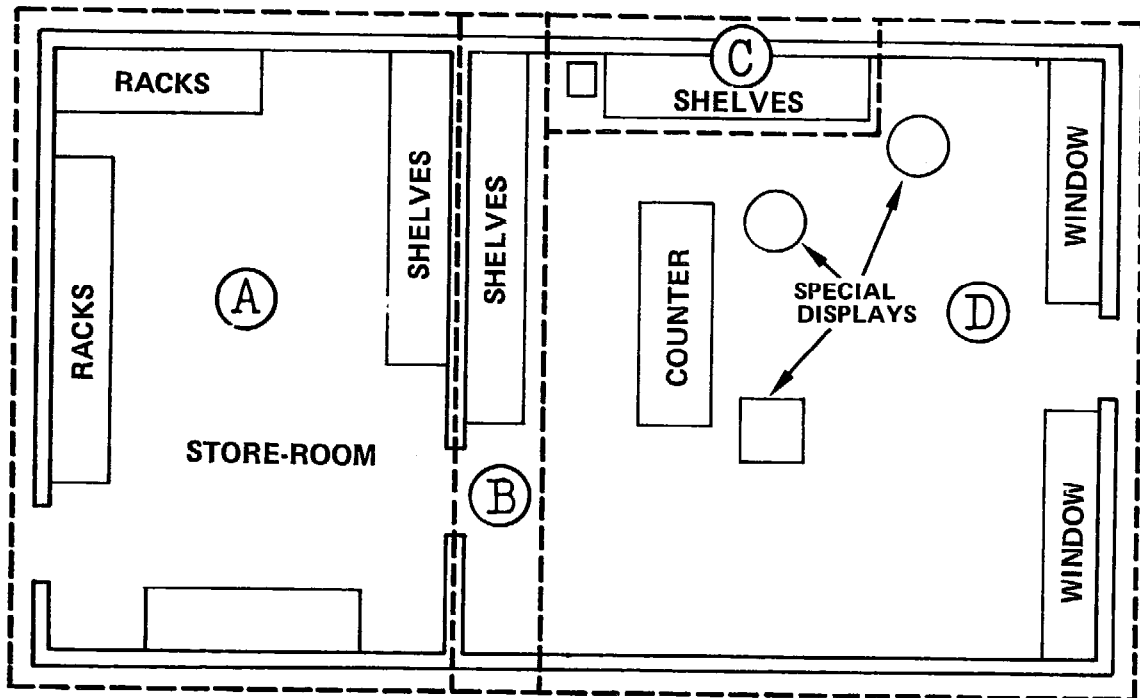 RACKS
C
SHELVES
SHELVES
SHELVES
WINDOW
RACKS
A
COUNTER
SPECIAL
DISPLAYS
D
STORE-ROOM
B
WINDOW